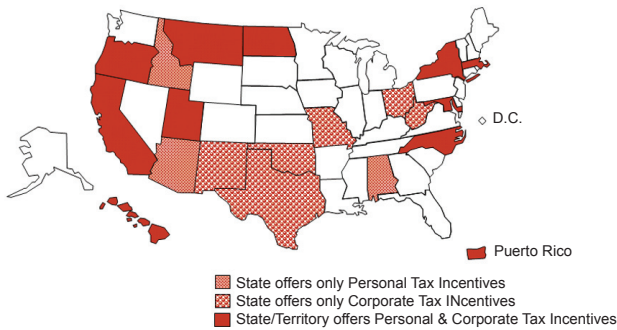 D.C.
Puerto Rico
State offers only Personal Tax Incentives
State offers only Corporate Tax INcentives
State/Territory offers Personal & Corporate Tax Incentives